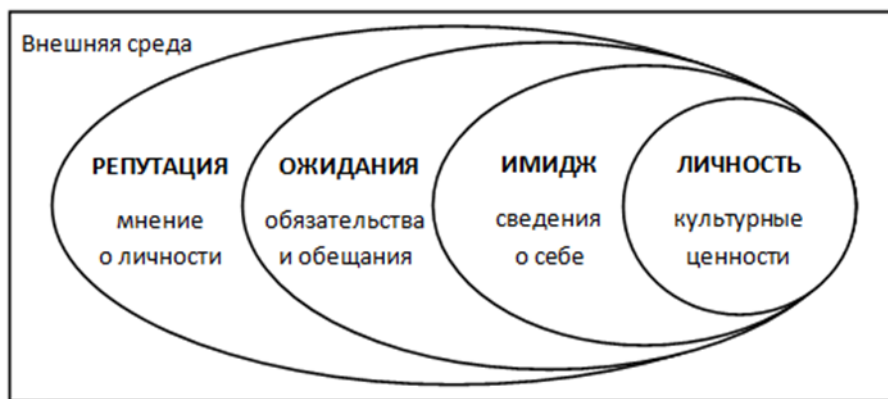 Внешняя среда
РЕПУТАЦИЯ
мнение
о личности
ОЖИДАНИЯ
обязательства
и обещания
ИМИДЖ
сведения
о себе
ЛИЧНОСТЬ
культурные
ценности